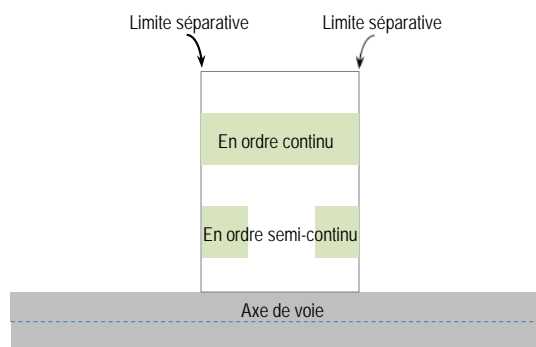 Limite séparative
Limite séparative
En ordre continu
En ordre semi-continu
Axe de voie